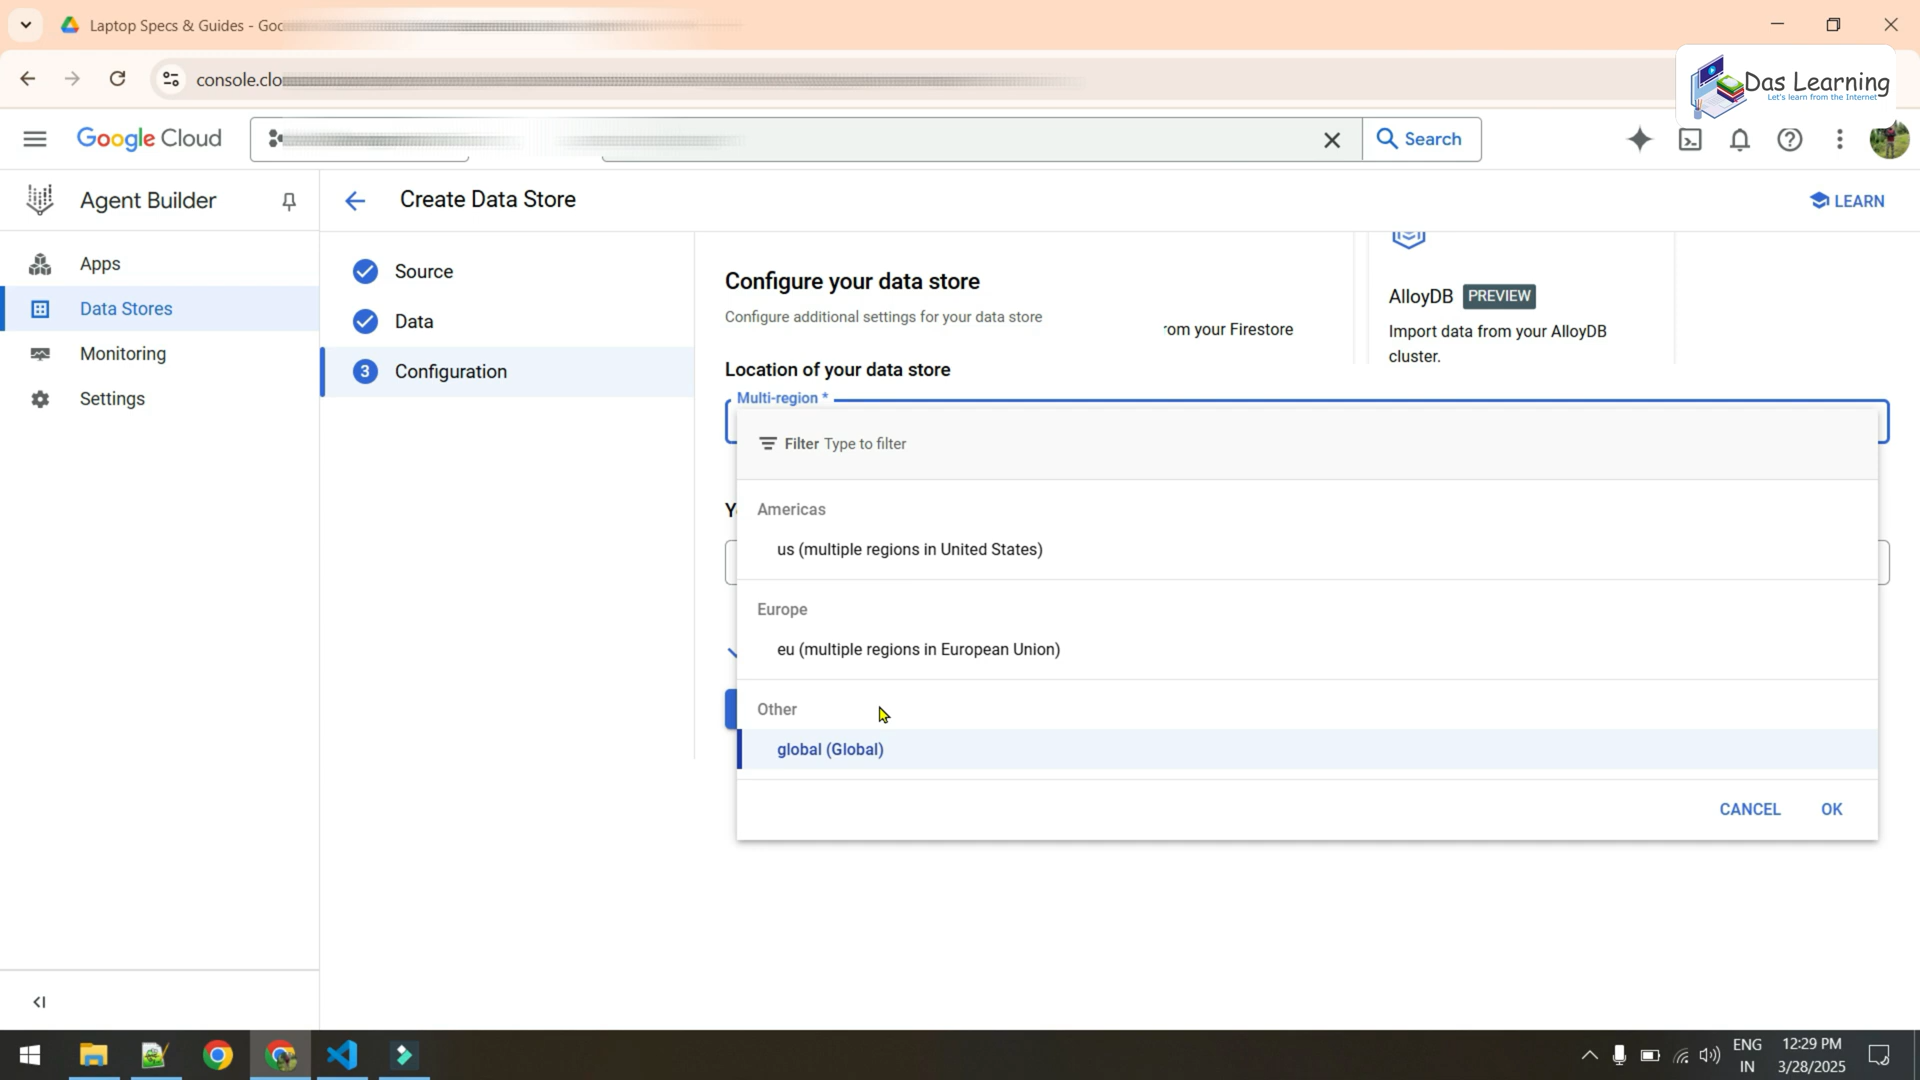 Laptop Specs & Guides - Goo
console.clo
Das Learning
Let's learn from the Internet
Google Cloud
Search
Agent Builder
Create Data Store
LEARN
Apps
Data Stores
Monitoring
Settings
Source
Data
3 Configuration
Configure your data store
Configure additional settings for your data store
rom your Firestore
AlloyDB PREVIEW
Import data from your AlloyDB
cluster.
Location of your data store
Multi-region *
Filter Type to filter
Y
Americas
us (multiple regions in United States)
Europe
eu (multiple regions in European Union)
Other
global (Global)
CANCEL OK
ENG
IN
12:29 PM
3/28/2025